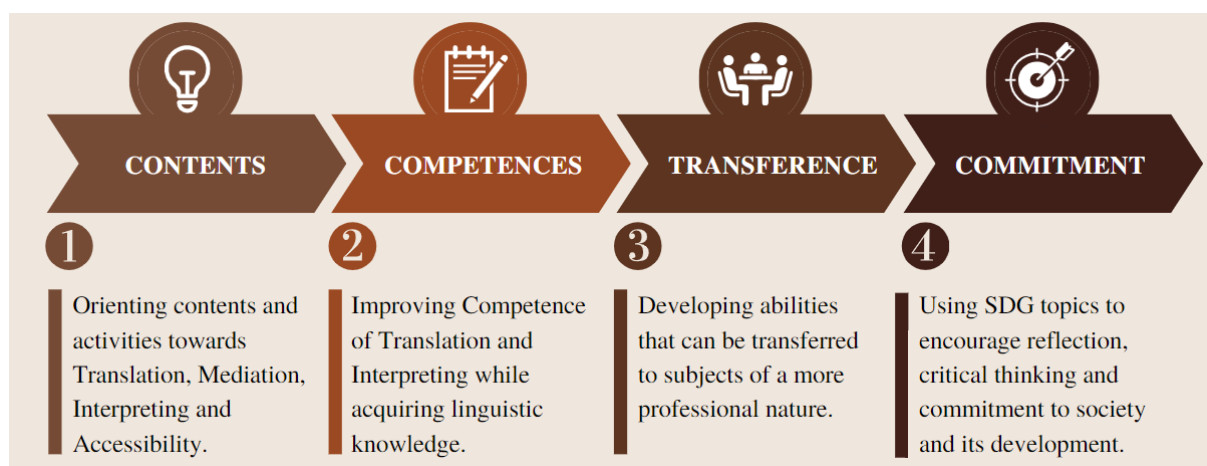 CONTENTS
COMPETENCES
TRANSFERENCE
COMMITMENT
1
Orienting contents and
activities towards
Translation, Mediation,
Interpreting and
Accessibility.
2
Improving Competence
of Translation and
Interpreting while
acquiring linguistic
knowledge.
3
Developing abilities
that can be transferred
to subjects of a more
professional nature.
4
Using SDG topics to
encourage reflection,
critical thinking and
commitment to society
and its development.